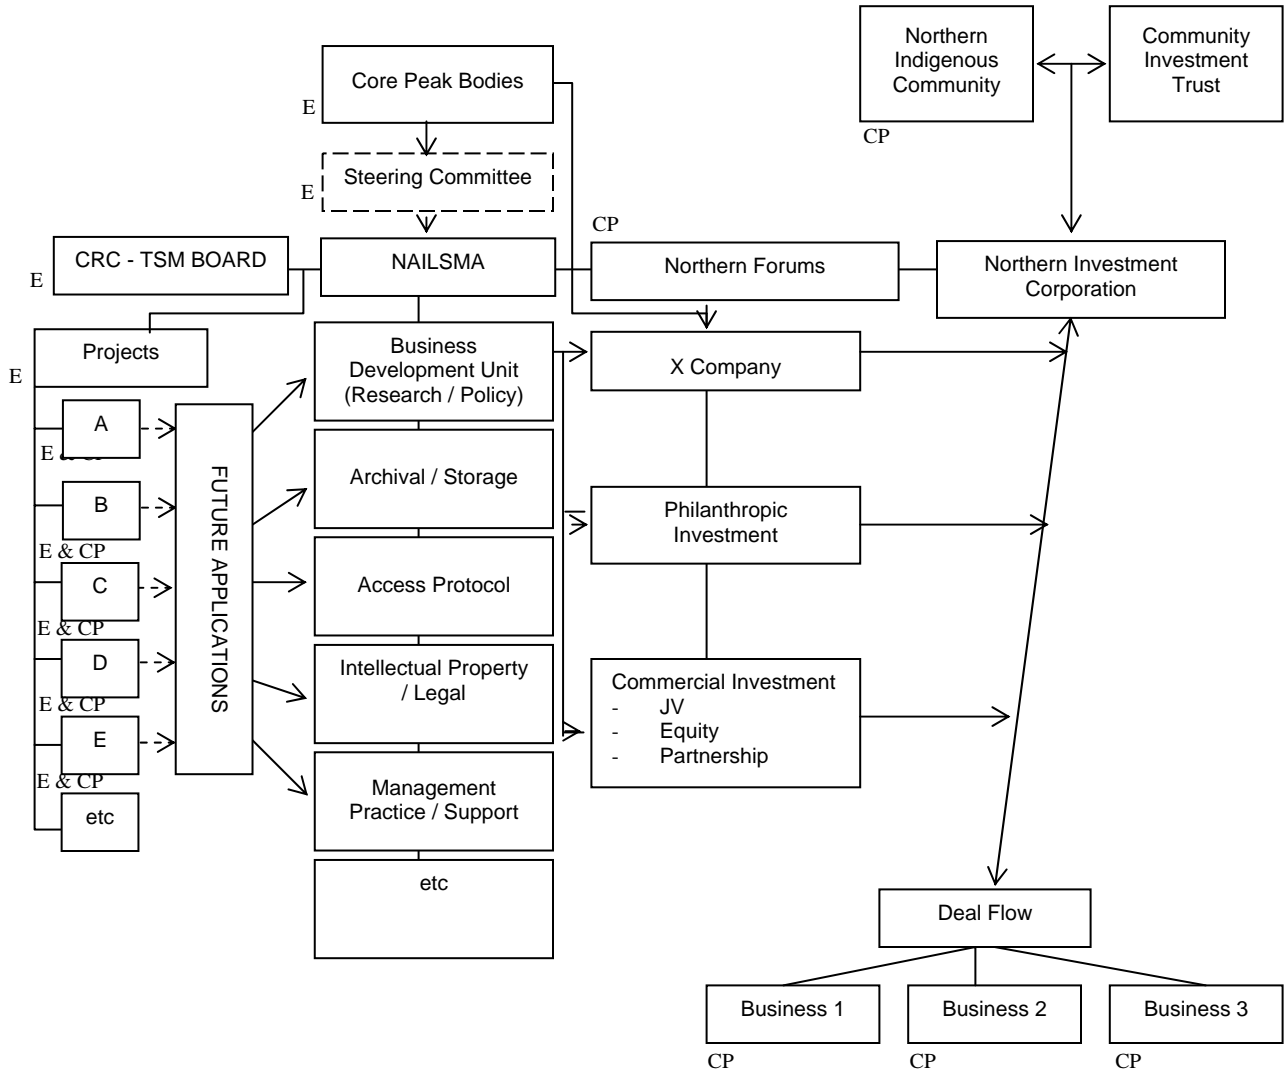 Northern
Indigenous
Community
Community
Investment
Trust
CP
Core Peak Bodies
E
Steering Committee
E
CP
CRC - TSM BOARD
E
NAILSMA
Northern Forums
Northern Investment
Corporation
Projects
E
Business
Development Unit
(Research / Policy)
X Company
A
E & CP
B
E & CP
C
E & CP
D
E & CP
E
E & CP
etc
FUTURE APPLICATIONS
Archival / Storage
Access Protocol
Intellectual Property
/ Legal
Management
Practice / Support
etc
Philanthropic
Investment
Commercial Investment
- JV
- Equity
- Partnership
Deal Flow
Business 1
Business 2
Business 3
CP
CP
CP